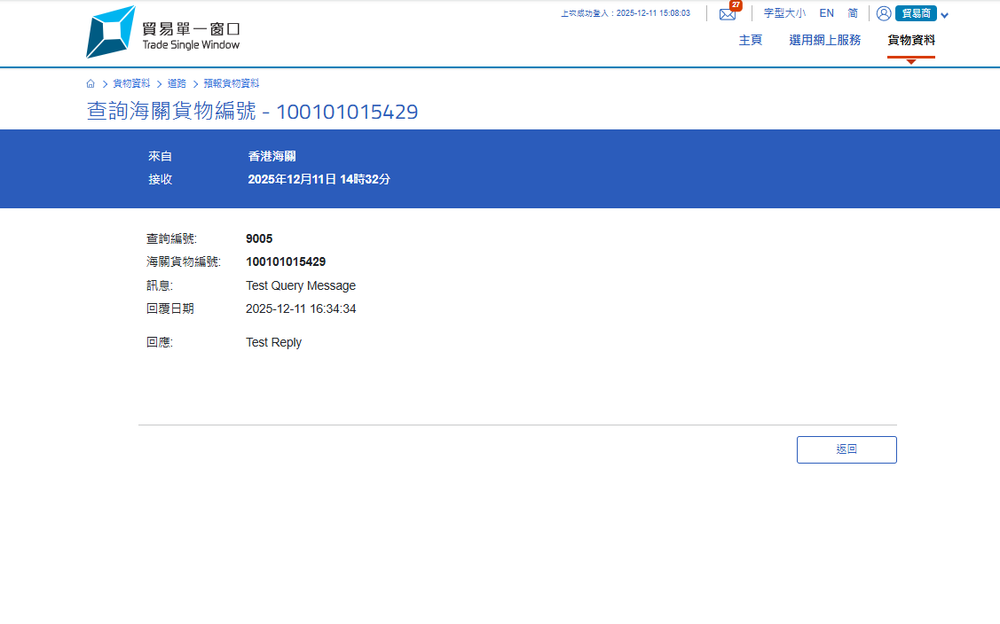 上次成功登入：2025-12-11 15:08:03
27
字型大小 EN 简
貿易商
貿易單一窗口
Trade Single Window
主頁 選用網上服務 貨物資料
貨物資料 > 道路 > 預報貨物資料
查詢海關貨物編號 - 100101015429
來自 香港海關
接收 2025年12月11日 14時32分
查詢編號: 9005
海關貨物編號: 100101015429
訊息: Test Query Message
回覆日期 2025-12-11 16:34:34
回應: Test Reply
返回